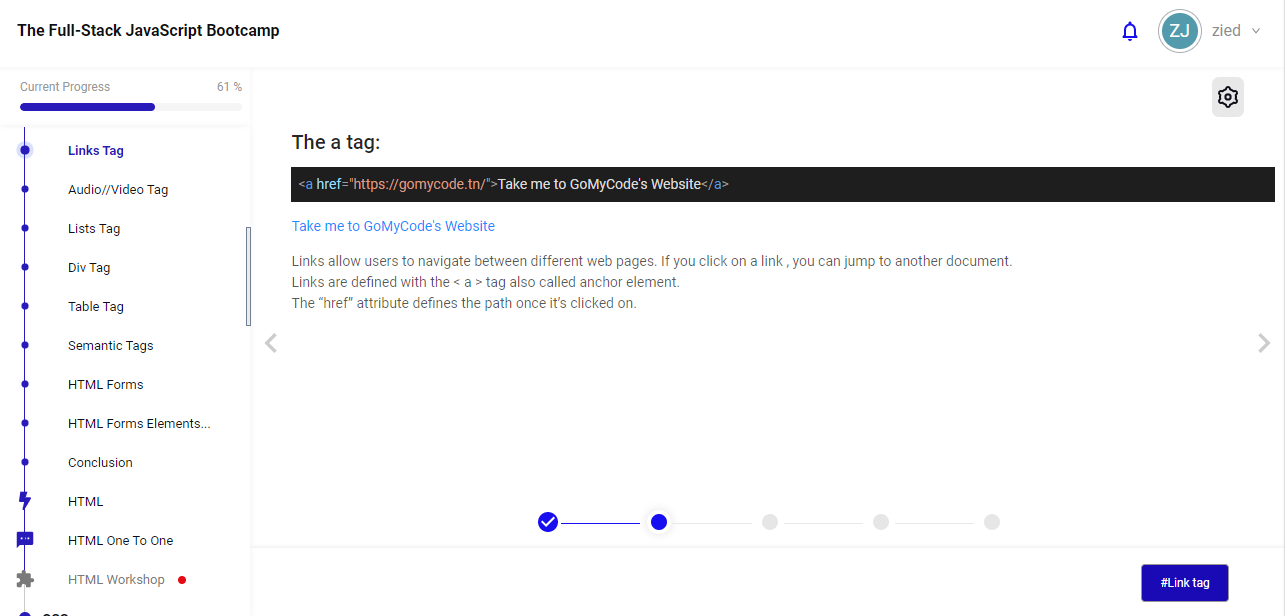 The Full-Stack JavaScript Bootcamp
ZJ
zied
Current Progress
61 %
Links Tag
Audio//Video Tag
Lists Tag
Div Tag
Table Tag
Semantic Tags
HTML Forms
HTML Forms Elements...
Conclusion
HTML
HTML One To One
HTML Workshop
The a tag:
<a href="https://gomycode.tn/">Take me to GoMyCode's Website</a>
Take me to GoMyCode's Website
Links allow users to navigate between different web pages. If you click on a link , you can jump to another document.
Links are defined with the < a > tag also called anchor element.
The “href” attribute defines the path once it’s clicked on.
#Link tag